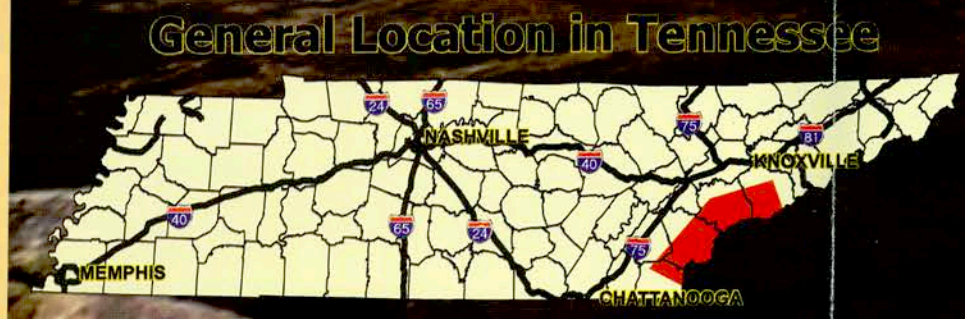 General Location in Tennessee
24
65
NASHVILLE
75
81
40
KNOXVILLE
40
65
24
75
MEMPHIS
CHATTANOOGA